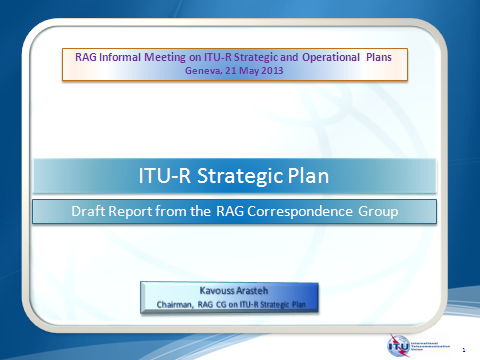 RAG Informal Meeting on ITU-R Strategic and Operational Plans
Geneva, 21 May 2013
ITU-R Strategic Plan
Draft Report from the RAG Correspondence Group
Kavouss Arasteh
Chairman, RAG CG on ITU-R Strategic Plan
ITU
International
Telecommunication
Union
1